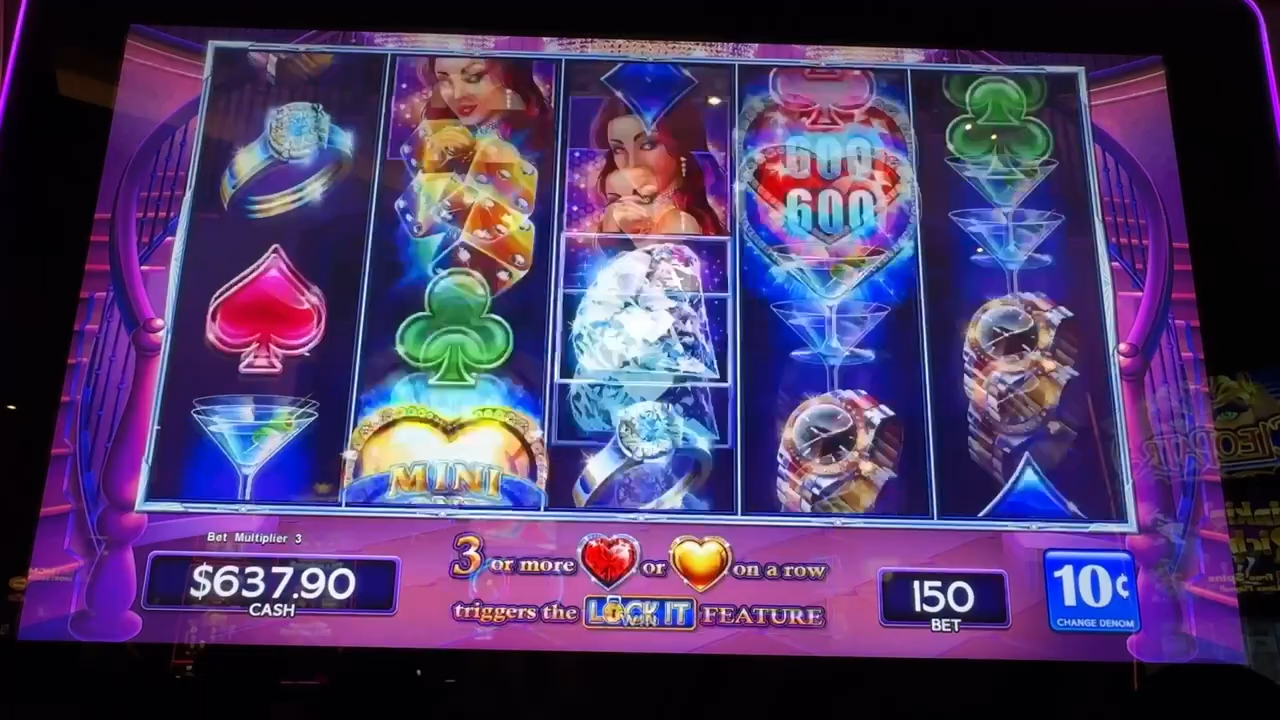 600
600
MINI
Bet Multiplier 3
$637.90
CASH
3 or more or on a row
triggers the LOCK IT WIN FEATURE
150
BET
10¢
CHANGE DENOM